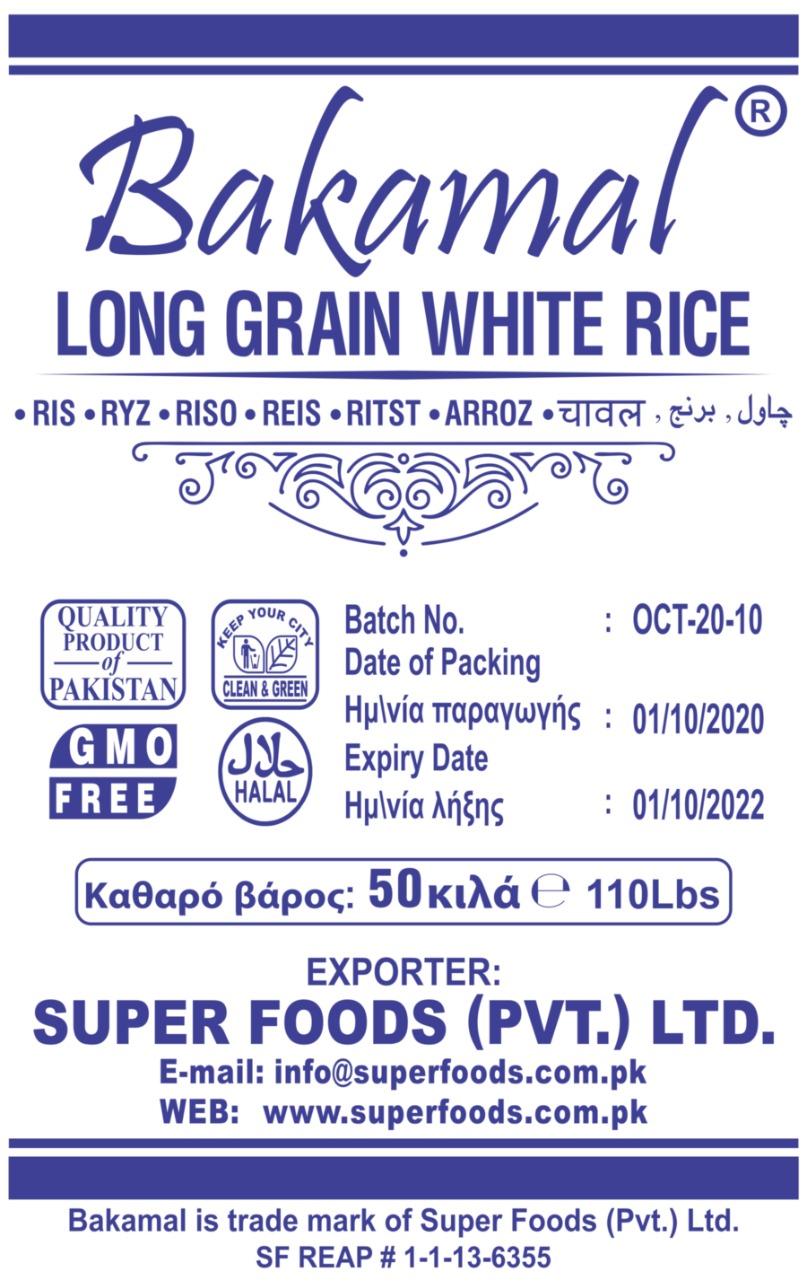 Bakamal ®
LONG GRAIN WHITE RICE
• RIS • RYZ • RISO • REIS • RITST • ARROZ • चावल , برنج , چاول
QUALITY
PRODUCT
of
PAKISTAN
KEEP YOUR CITY
CLEAN & GREEN
GMO
FREE
حلال
HALAL
Batch No. : OCT-20-10
Date of Packing
Ημ\νία παραγωγής : 01/10/2020
Expiry Date
Ημ\νία λήξης : 01/10/2022
Καθαρό βάρος: 50 κιλά ℮ 110Lbs
EXPORTER:
SUPER FOODS (PVT.) LTD.
E-mail: info@superfoods.com.pk
WEB: www.superfoods.com.pk
Bakamal is trade mark of Super Foods (Pvt.) Ltd.
SF REAP # 1-1-13-6355